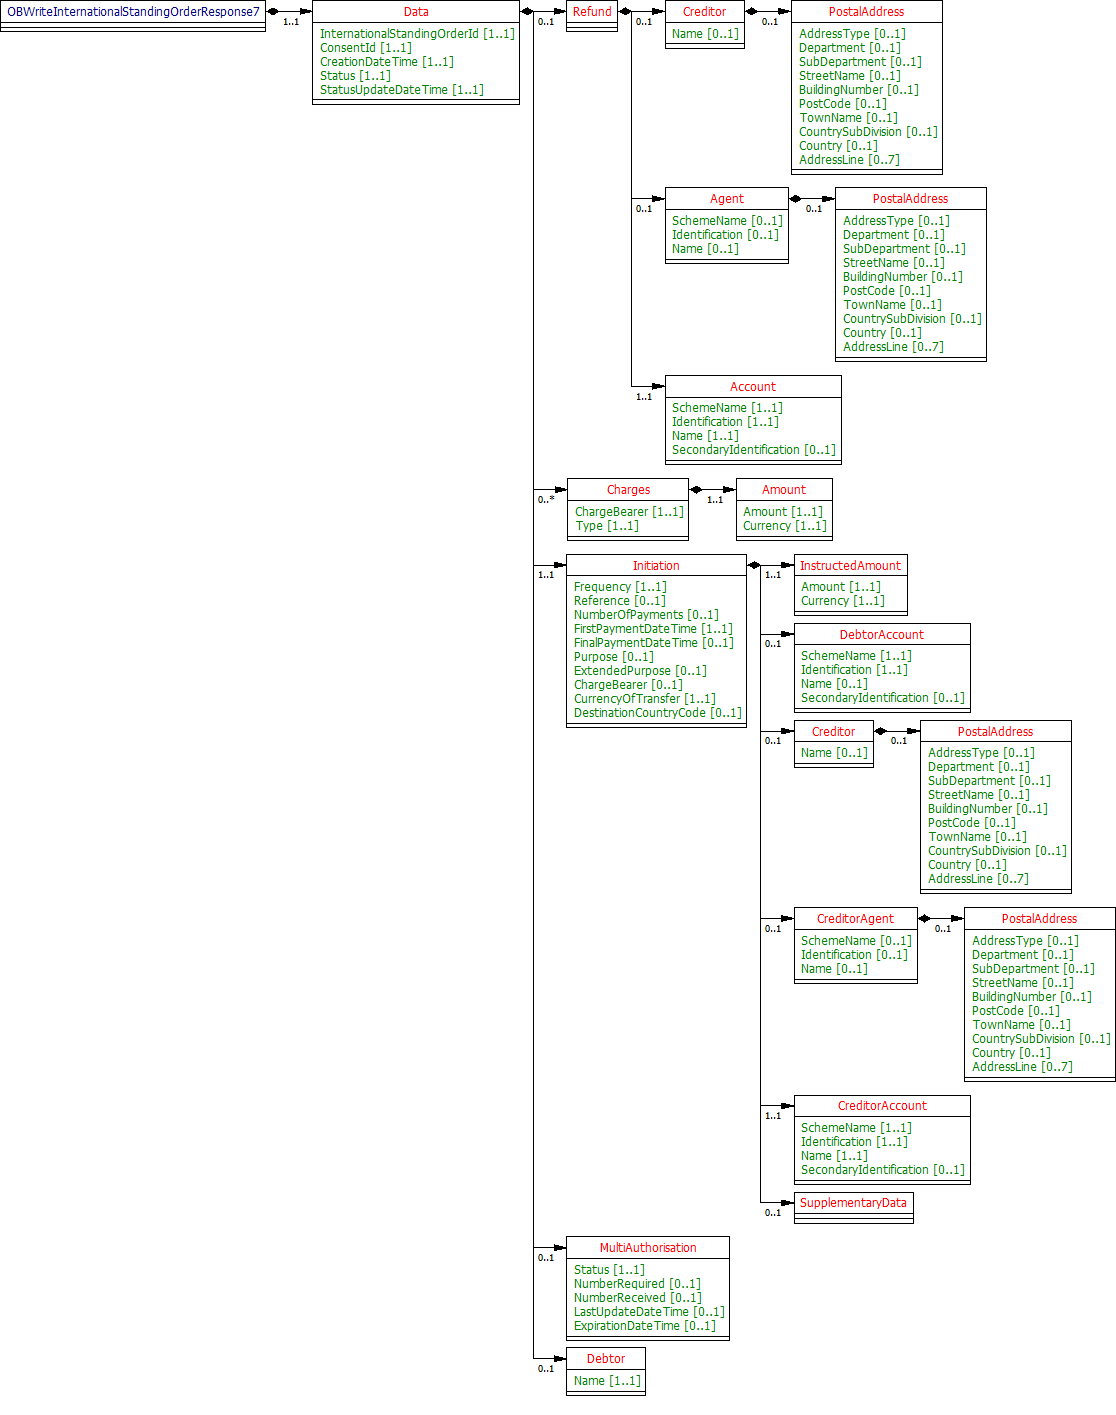 OBWriteInternationalStandingOrderResponse7
1..1
Data
InternationalStandingOrderId [1..1]
ConsentId [1..1]
CreationDateTime [1..1]
Status [1..1]
StatusUpdateDateTime [1..1]
0..1
Refund
0..1
Creditor
Name [0..1]
0..1
PostalAddress
AddressType [0..1]
Department [0..1]
SubDepartment [0..1]
StreetName [0..1]
BuildingNumber [0..1]
PostCode [0..1]
TownName [0..1]
CountrySubDivision [0..1]
Country [0..1]
AddressLine [0..7]
0..1
Agent
SchemeName [0..1]
Identification [0..1]
Name [0..1]
0..1
PostalAddress
AddressType [0..1]
Department [0..1]
SubDepartment [0..1]
StreetName [0..1]
BuildingNumber [0..1]
PostCode [0..1]
TownName [0..1]
CountrySubDivision [0..1]
Country [0..1]
AddressLine [0..7]
1..1
Account
SchemeName [1..1]
Identification [1..1]
Name [1..1]
SecondaryIdentification [0..1]
0..*
Charges
ChargeBearer [1..1]
Type [1..1]
1..1
Amount
Amount [1..1]
Currency [1..1]
1..1
Initiation
Frequency [1..1]
Reference [0..1]
NumberOfPayments [0..1]
FirstPaymentDateTime [1..1]
FinalPaymentDateTime [0..1]
Purpose [0..1]
ExtendedPurpose [0..1]
ChargeBearer [0..1]
CurrencyOfTransfer [1..1]
DestinationCountryCode [0..1]
1..1
InstructedAmount
Amount [1..1]
Currency [1..1]
0..1
DebtorAccount
SchemeName [1..1]
Identification [1..1]
Name [0..1]
SecondaryIdentification [0..1]
0..1
Creditor
Name [0..1]
0..1
PostalAddress
AddressType [0..1]
Department [0..1]
SubDepartment [0..1]
StreetName [0..1]
BuildingNumber [0..1]
PostCode [0..1]
TownName [0..1]
CountrySubDivision [0..1]
Country [0..1]
AddressLine [0..7]
0..1
CreditorAgent
SchemeName [0..1]
Identification [0..1]
Name [0..1]
0..1
PostalAddress
AddressType [0..1]
Department [0..1]
SubDepartment [0..1]
StreetName [0..1]
BuildingNumber [0..1]
PostCode [0..1]
TownName [0..1]
CountrySubDivision [0..1]
Country [0..1]
AddressLine [0..7]
1..1
CreditorAccount
SchemeName [1..1]
Identification [1..1]
Name [1..1]
SecondaryIdentification [0..1]
0..1
SupplementaryData
0..1
MultiAuthorisation
Status [1..1]
NumberRequired [0..1]
NumberReceived [0..1]
LastUpdateDateTime [0..1]
ExpirationDateTime [0..1]
0..1
Debtor
Name [1..1]